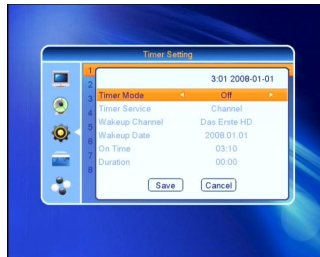 Timer Setting
1
2
3
4
5
6
7
8
3:01 2008-01-01
Timer Mode Off
Timer Service Channel
Wakeup Channel Das Erste HD
Wakeup Date 2008.01.01
On Time 03:10
Duration 00:00
Save Cancel